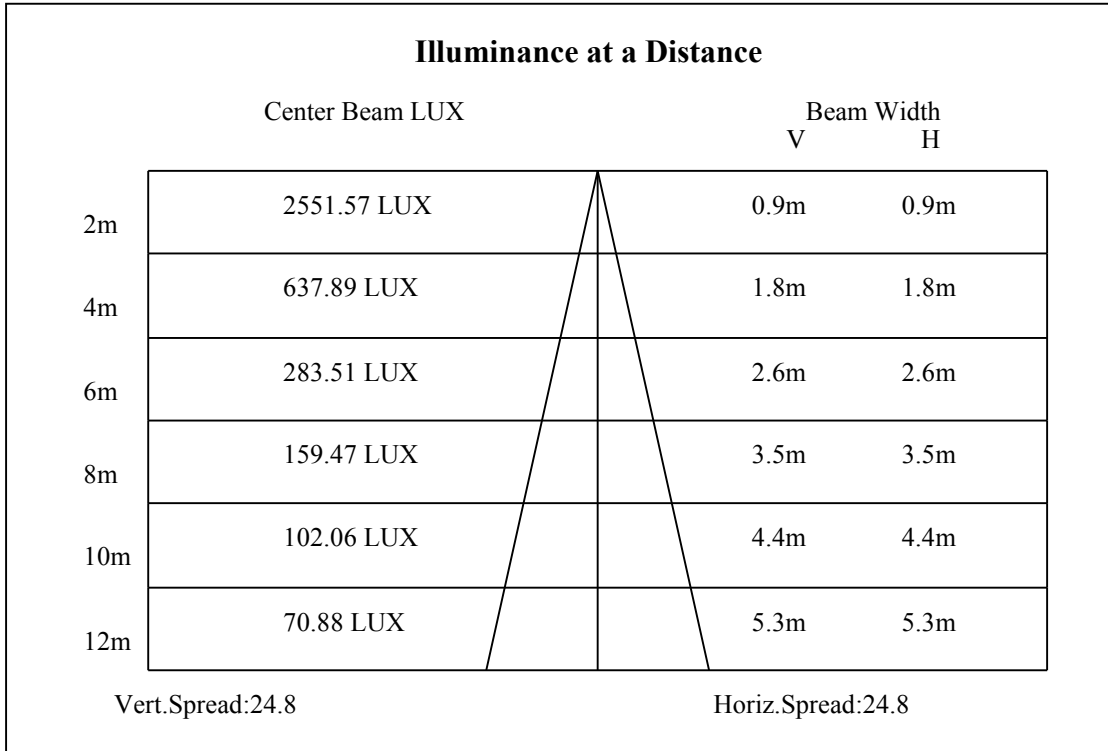 Illuminance at a Distance
Center Beam LUX Beam Width
V H
2m 2551.57 LUX 0.9m 0.9m
4m 637.89 LUX 1.8m 1.8m
6m 283.51 LUX 2.6m 2.6m
8m 159.47 LUX 3.5m 3.5m
10m 102.06 LUX 4.4m 4.4m
12m 70.88 LUX 5.3m 5.3m
Vert.Spread:24.8 Horiz.Spread:24.8